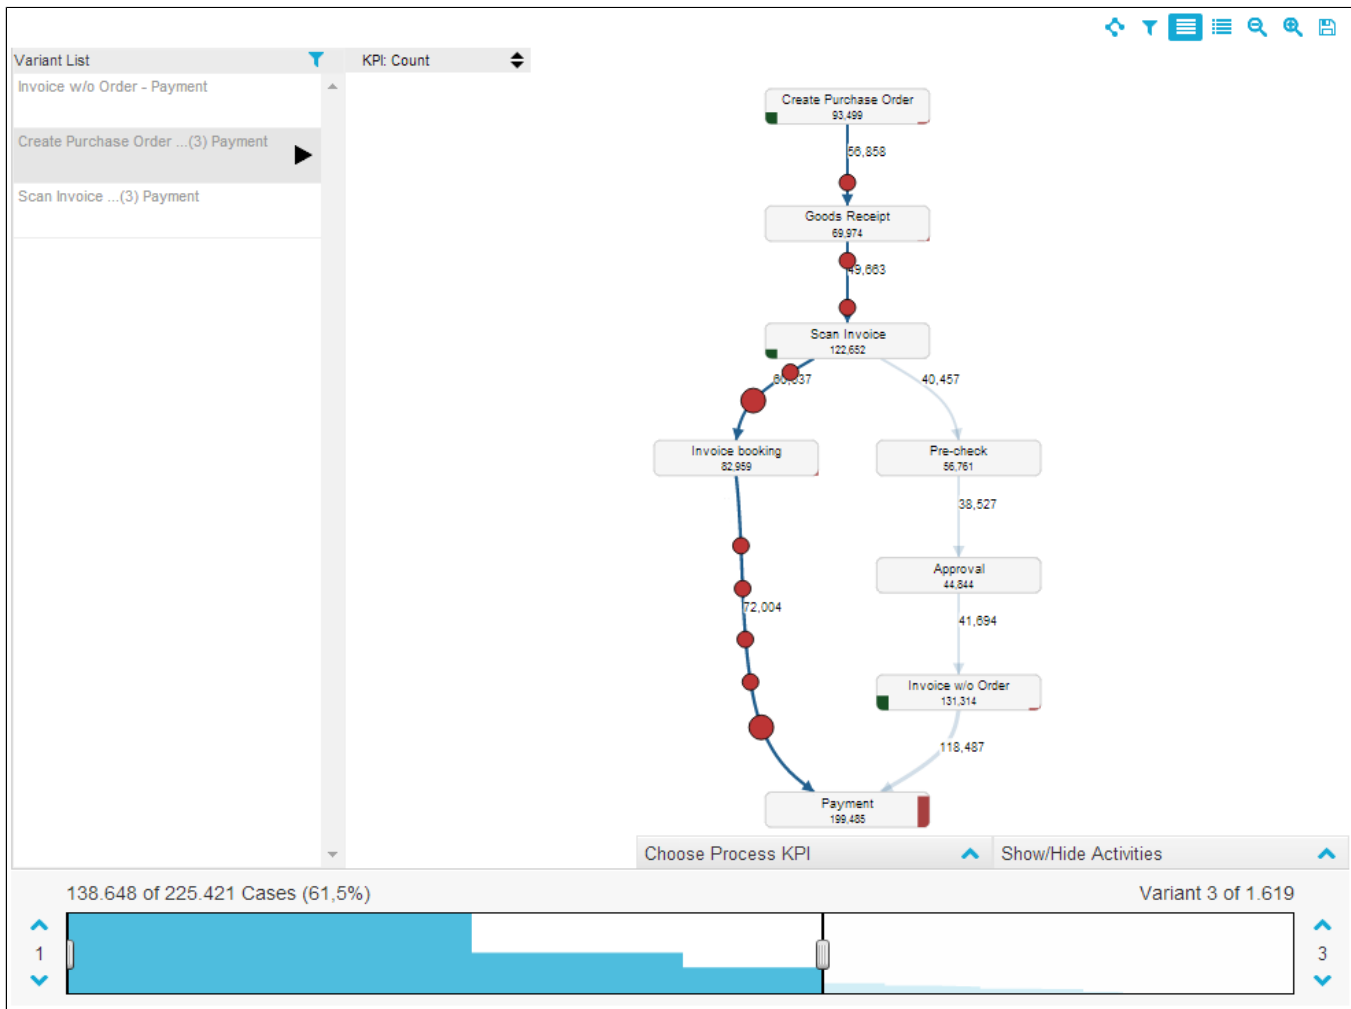 Variant List
KPI: Count
Invoice w/o Order - Payment
Create Purchase Order ...(3) Payment
Scan Invoice ...(3) Payment
Create Purchase Order
93,499
56,858
Goods Receipt
69,974
49,663
Scan Invoice
122,652
40,457
Invoice booking
82,959
Pre-check
56,761
38,527
Approval
44,844
72,004
41,694
Invoice w/o Order
131,314
118,487
Payment
199,485
Choose Process KPI
Show/Hide Activities
138.648 of 225.421 Cases (61,5%)
Variant 3 of 1.619
1
3